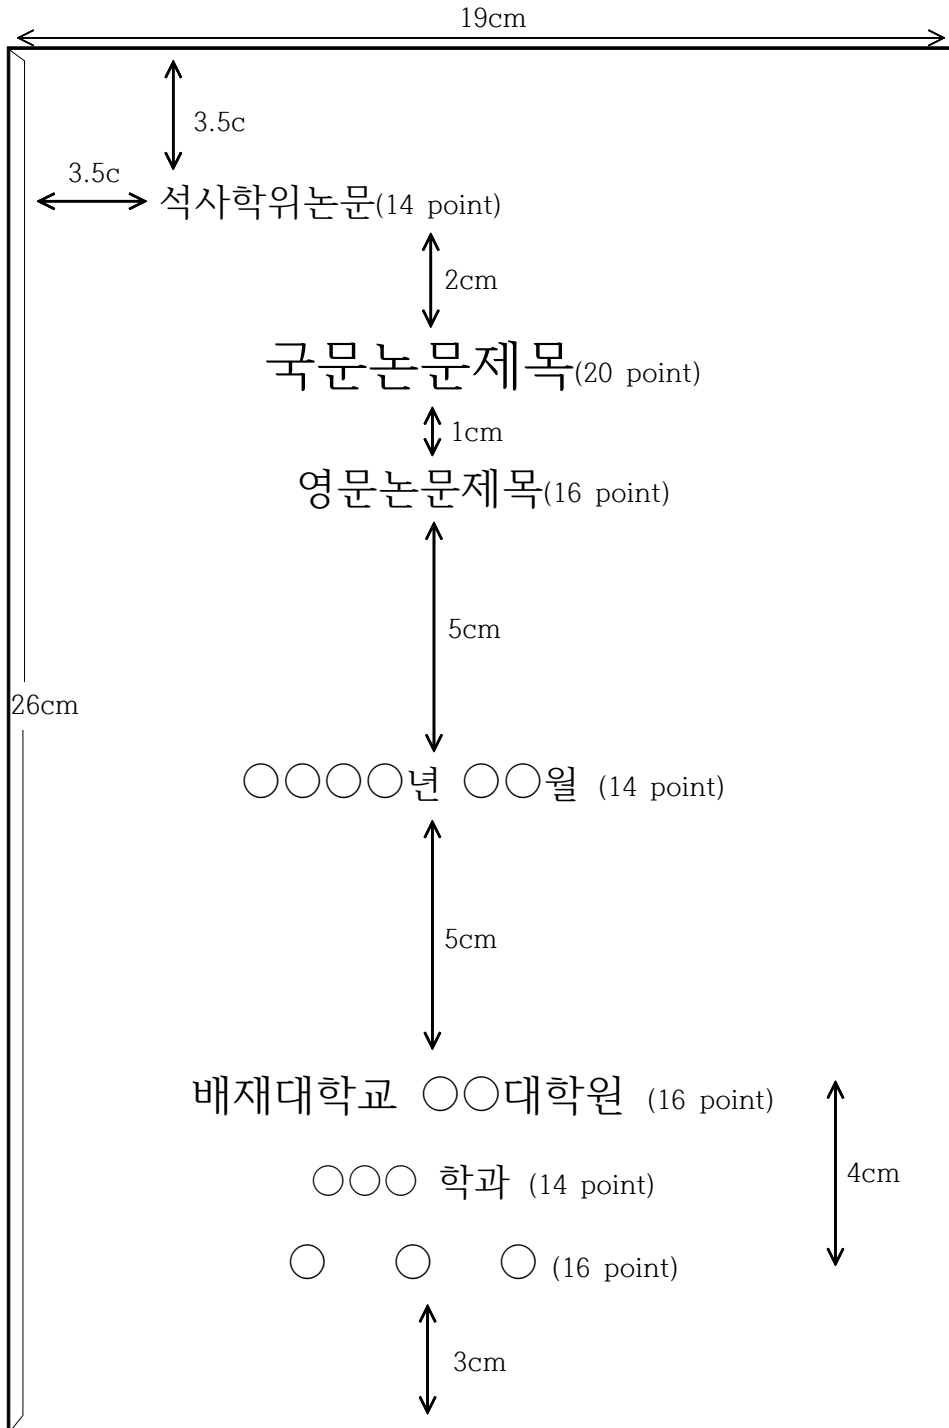 19cm
3.5c
3.5c
석사학위논문(14 point)
2cm
국문논문제목(20 point)
1cm
영문논문제목(16 point)
5cm
26cm
○○○○년 ○○월 (14 point)
5cm
배재대학교 ○○대학원 (16 point)
4cm
○○○ 학과 (14 point)
○ ○ ○ (16 point)
3cm